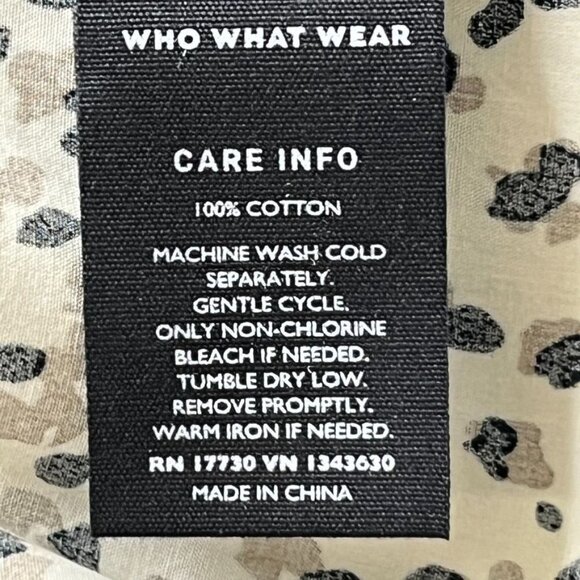 WHO WHAT WEAR
CARE INFO
100% COTTON
MACHINE WASH COLD
SEPARATELY.
GENTLE CYCLE.
ONLY NON-CHLORINE
BLEACH IF NEEDED.
TUMBLE DRY LOW.
REMOVE PROMPTLY.
WARM IRON IF NEEDED.
RN 17730 VN 1343630
MADE IN CHINA